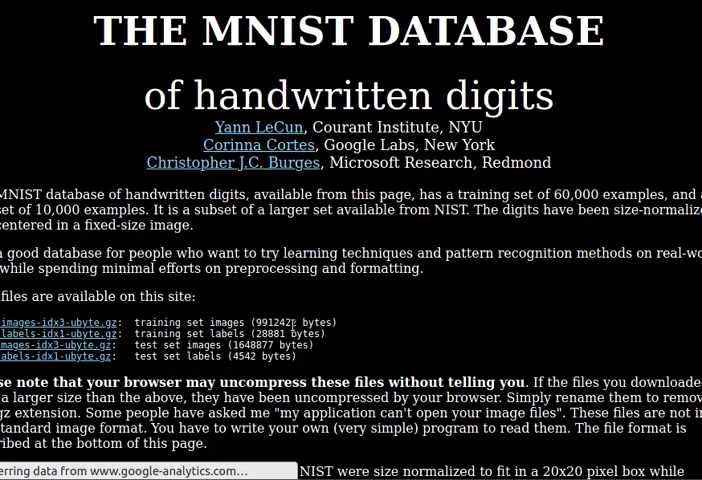 THE MNIST DATABASE
of handwritten digits
Yann LeCun, Courant Institute, NYU
Corinna Cortes, Google Labs, New York
Christopher J.C. Burges, Microsoft Research, Redmond
MNIST database of handwritten digits, available from this page, has a training set of 60,000 examples, and
set of 10,000 examples. It is a subset of a larger set available from NIST. The digits have been size-normaliz
centered in a fixed-size image.
a good database for people who want to try learning techniques and pattern recognition methods on real-wo
while spending minimal efforts on preprocessing and formatting.
files are available on this site:
images-idx3-ubyte.gz: training set images (9912422 bytes)
labels-idx1-ubyte.gz: training set labels (28881 bytes)
images-idx3-ubyte.gz: test set images (1648877 bytes)
abels-idx1-ubyte.gz: test set labels (4542 bytes)
se note that your browser may uncompress these files without telling you. If the files you downloade
a larger size than the above, they have been uncompressed by your browser. Simply rename them to remov
gz extension. Some people have asked me "my application can't open your image files". These files are not in
tandard image format. You have to write your own (very simple) program to read them. The file format is
ribed at the bottom of this page.
erring data from www.google-analytics.com…
NIST were size normalized to fit in a 20x20 pixel box while